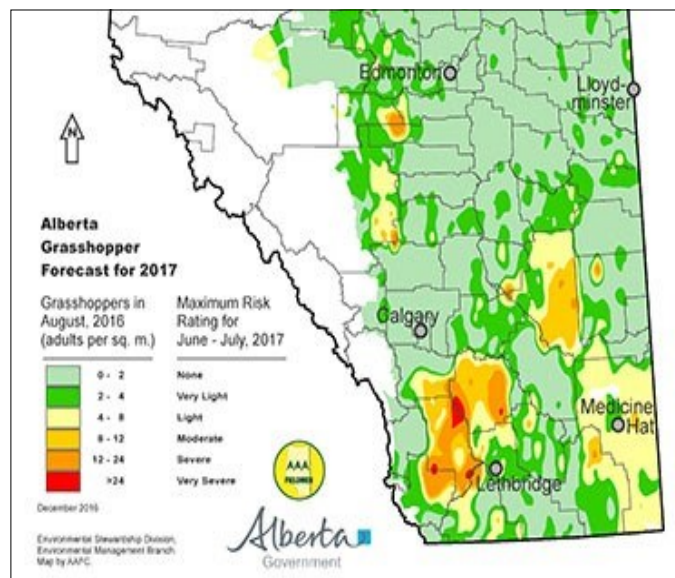 Edmonton
Lloyd-
minster
N
Alberta
Grasshopper
Forecast for 2017
Grasshoppers in
August, 2016
(adults per sq. m.)
Maximum Risk
Rating for
June - July, 2017
0 - 2 None
2 - 4 Very Light
4 - 8 Light
8 - 12 Moderate
12 - 24 Severe
>24 Very Severe
Calgary
Medicine
Hat
Lethbridge
AAA
December 2016
Environmental Stewardship Division,
Environmental Management Branch.
Map by AAFC.
Alberta
Government